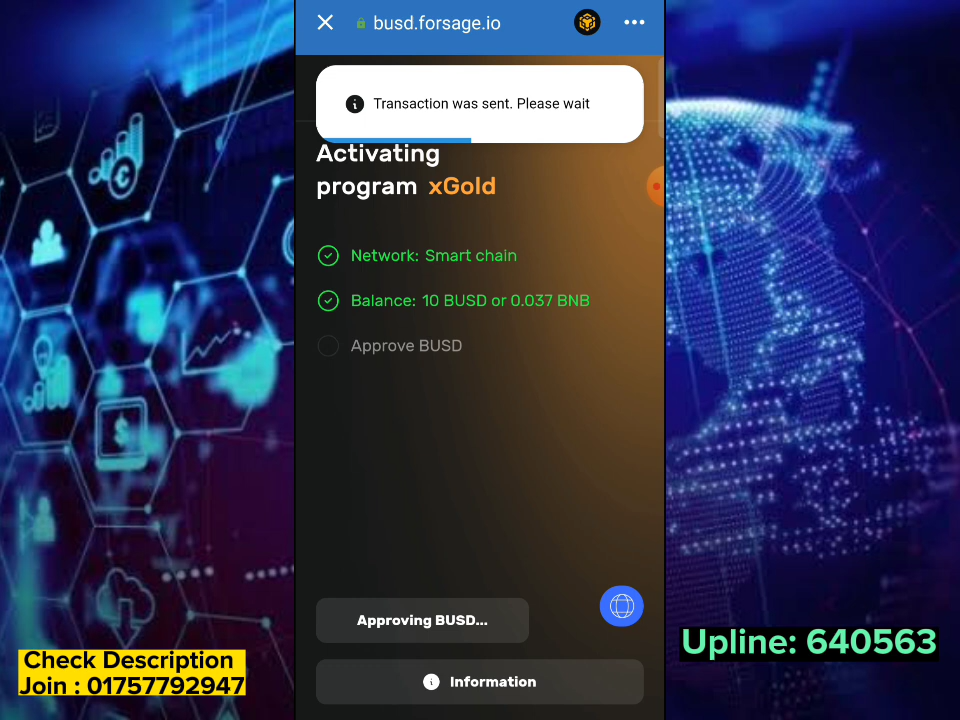 busd.forsage.io
Transaction was sent. Please wait
Activating
program xGold
Network: Smart chain
Balance: 10 BUSD or 0.037 BNB
Approve BUSD
Approving BUSD...
Information
Check Description
Join : 01757792947
Upline: 640563